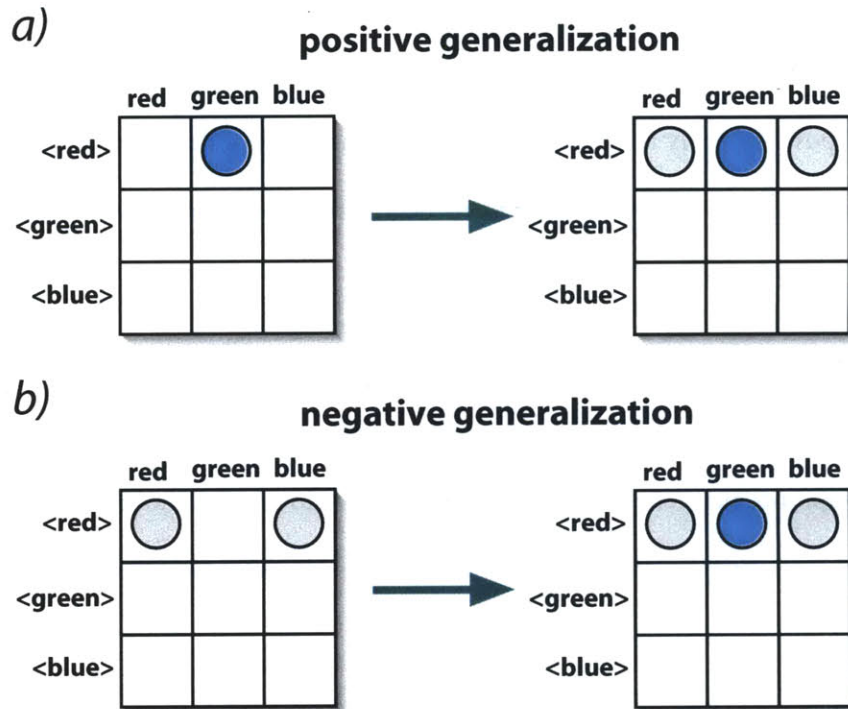 a)
positive generalization
red green blue
red green blue
<red>
<red>
<green>
<green>
<blue>
<blue>
b)
negative generalization
red green blue
red green blue
<red>
<red>
<green>
<green>
<blue>
<blue>